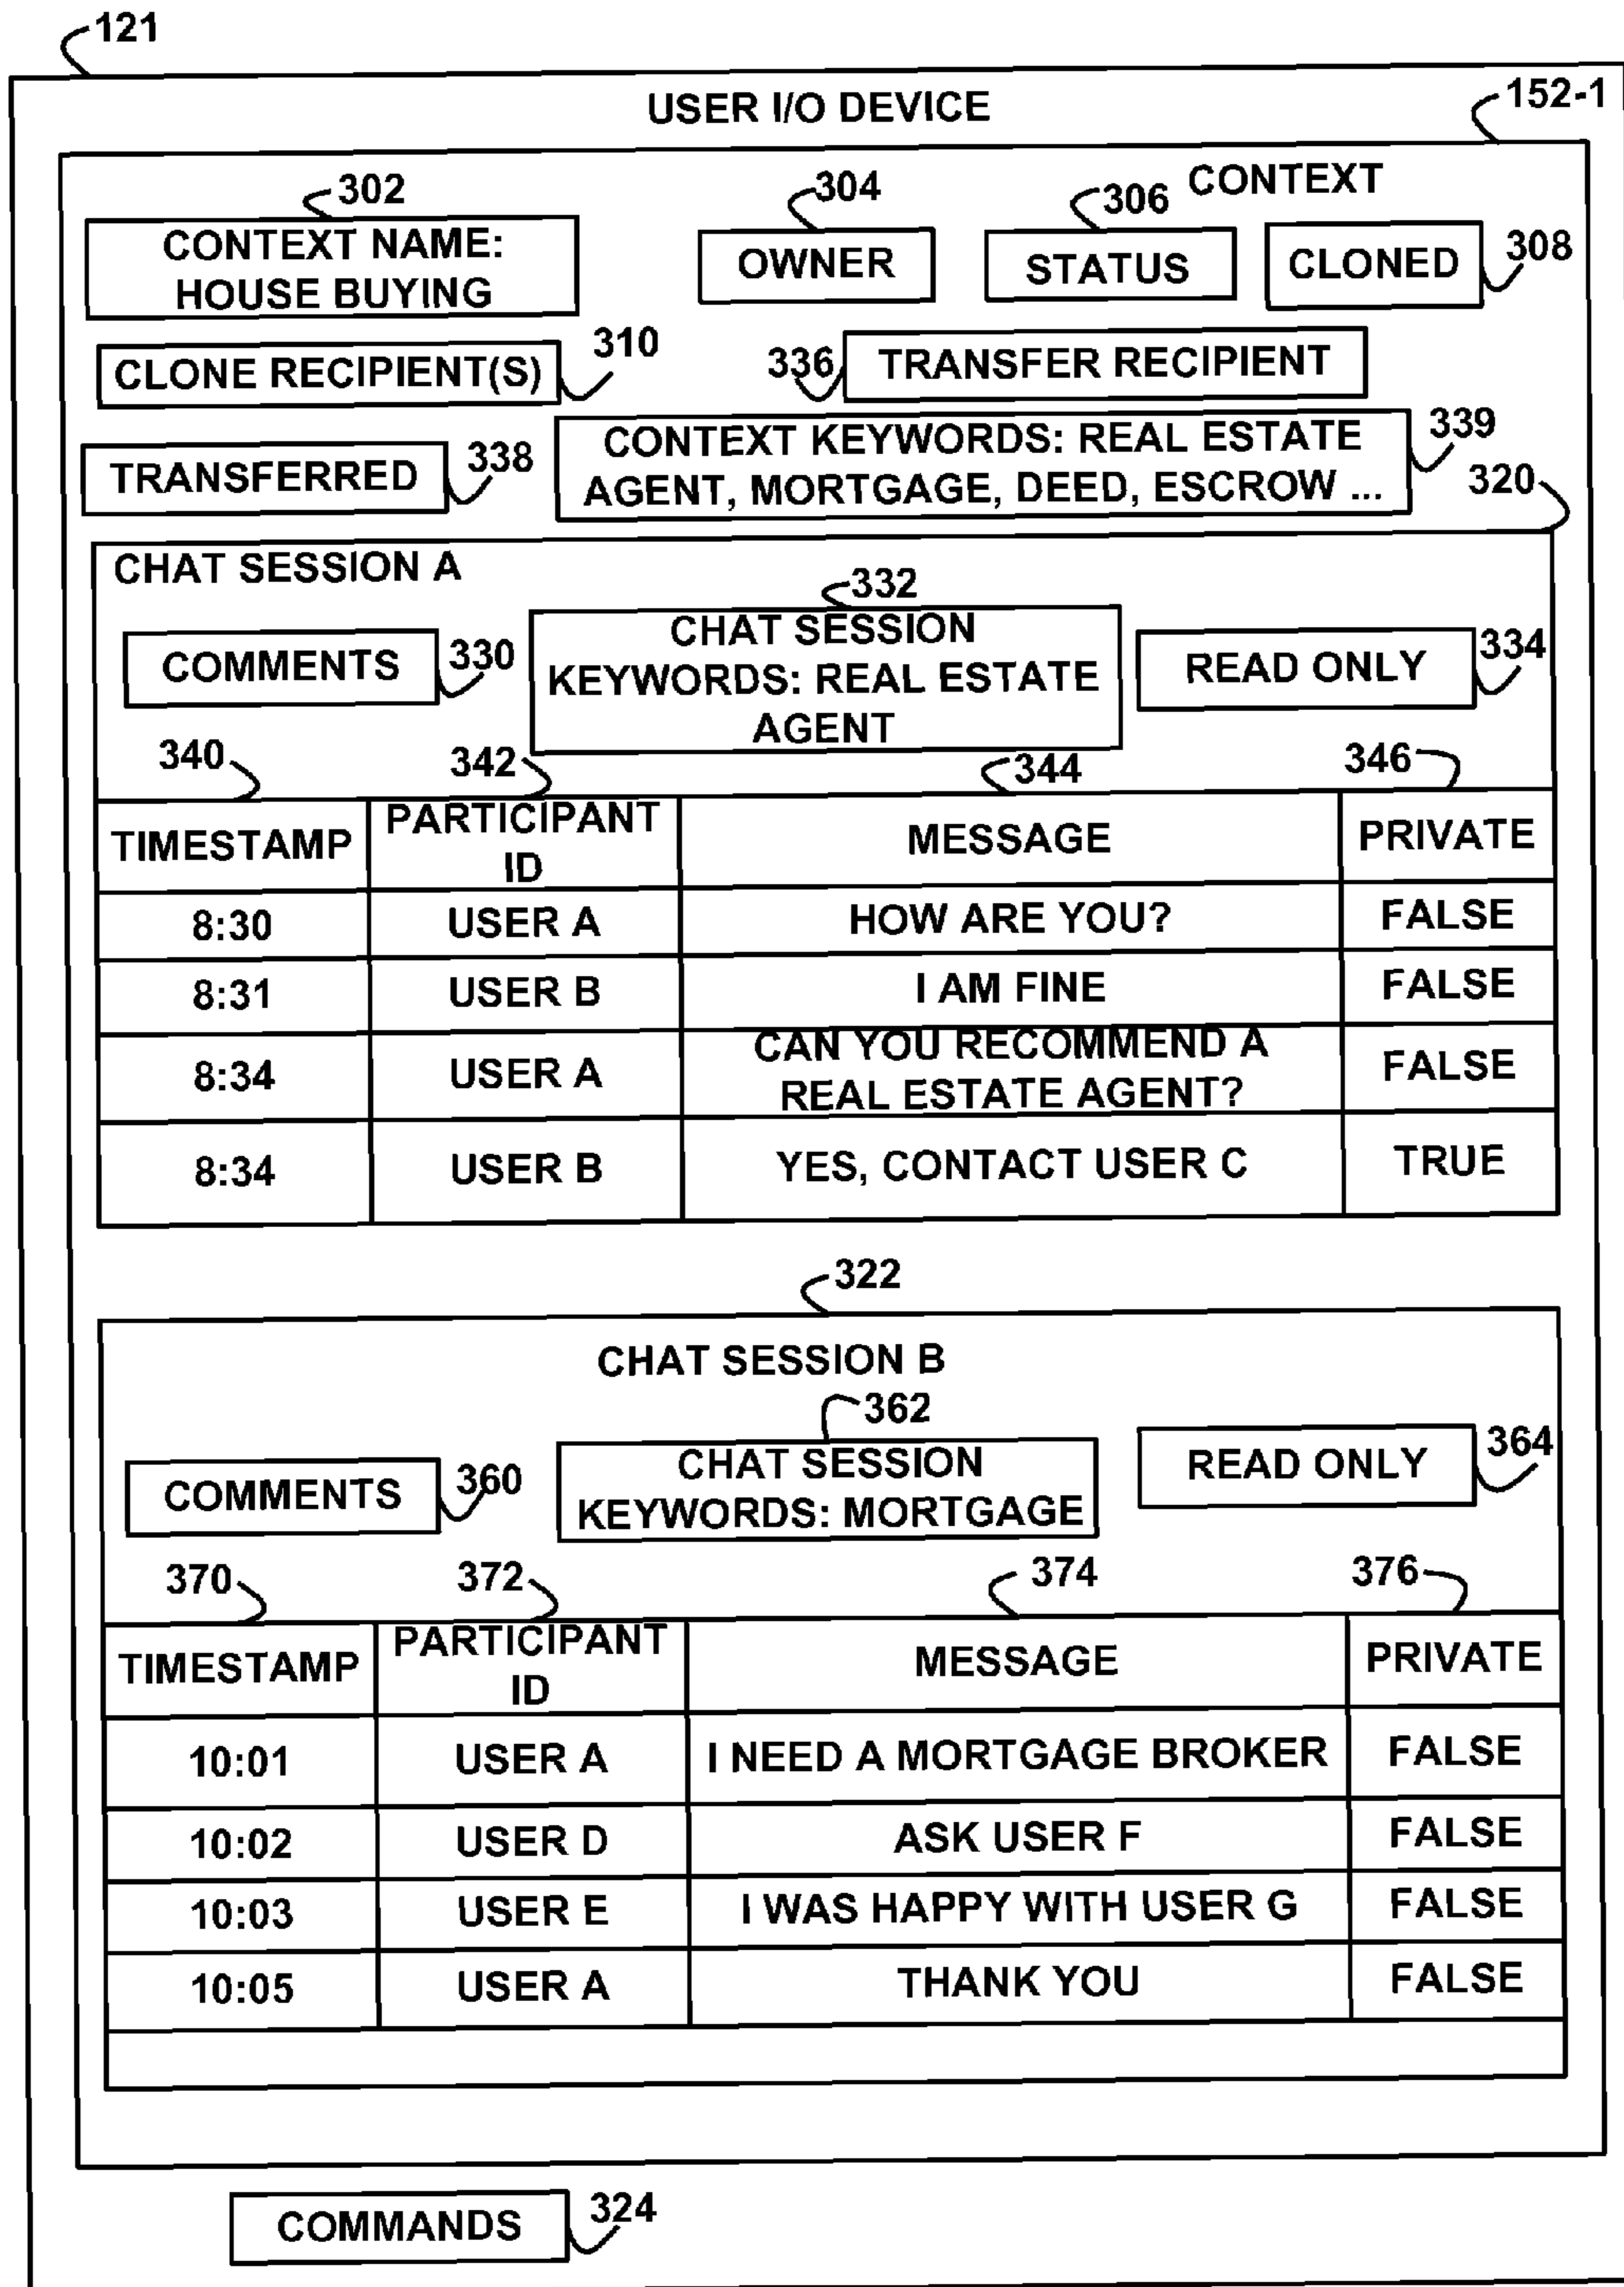 121
USER I/O DEVICE
152-1
CONTEXT
302
304
306
CONTEXT NAME:
HOUSE BUYING
OWNER
STATUS
CLONED
308
CLONE RECIPIENT(S)
310
336
TRANSFER RECIPIENT
TRANSFERRED
338
CONTEXT KEYWORDS: REAL ESTATE
AGENT, MORTGAGE, DEED, ESCROW ...
339
320
CHAT SESSION A
332
COMMENTS
330
CHAT SESSION
KEYWORDS: REAL ESTATE
AGENT
READ ONLY
334
340
342
344
346
TIMESTAMP
PARTICIPANT
ID
MESSAGE
PRIVATE
8:30 USER A HOW ARE YOU? FALSE
8:31 USER B I AM FINE FALSE
8:34 USER A CAN YOU RECOMMEND A
REAL ESTATE AGENT? FALSE
8:34 USER B YES, CONTACT USER C TRUE
322
CHAT SESSION B
362
COMMENTS
360
CHAT SESSION
KEYWORDS: MORTGAGE
READ ONLY
364
370
372
374
376
TIMESTAMP
PARTICIPANT
ID
MESSAGE
PRIVATE
10:01 USER A I NEED A MORTGAGE BROKER FALSE
10:02 USER D ASK USER F FALSE
10:03 USER E I WAS HAPPY WITH USER G FALSE
10:05 USER A THANK YOU FALSE
COMMANDS
324